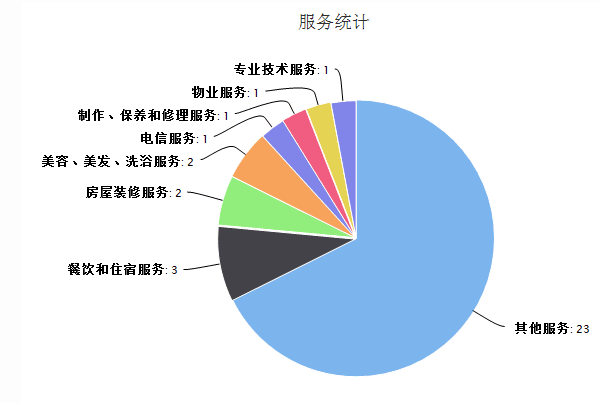 服务统计
专业技术服务: 1
物业服务: 1
制作、保养和修理服务: 1
电信服务: 1
美容、美发、洗浴服务: 2
房屋装修服务: 2
餐饮和住宿服务: 3
其他服务: 23